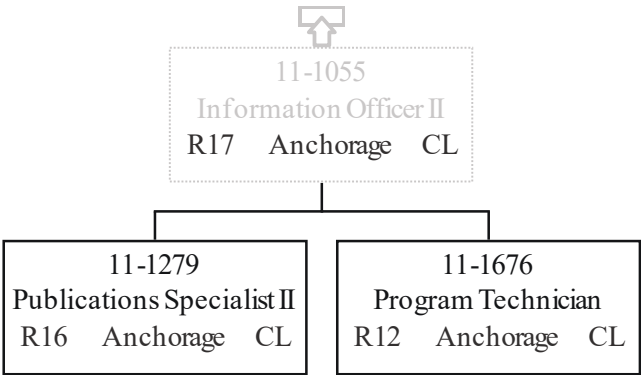 11-1055
Information Officer II
R17 Anchorage CL
11-1279
Publications Specialist II
R16 Anchorage CL
11-1676
Program Technician
R12 Anchorage CL